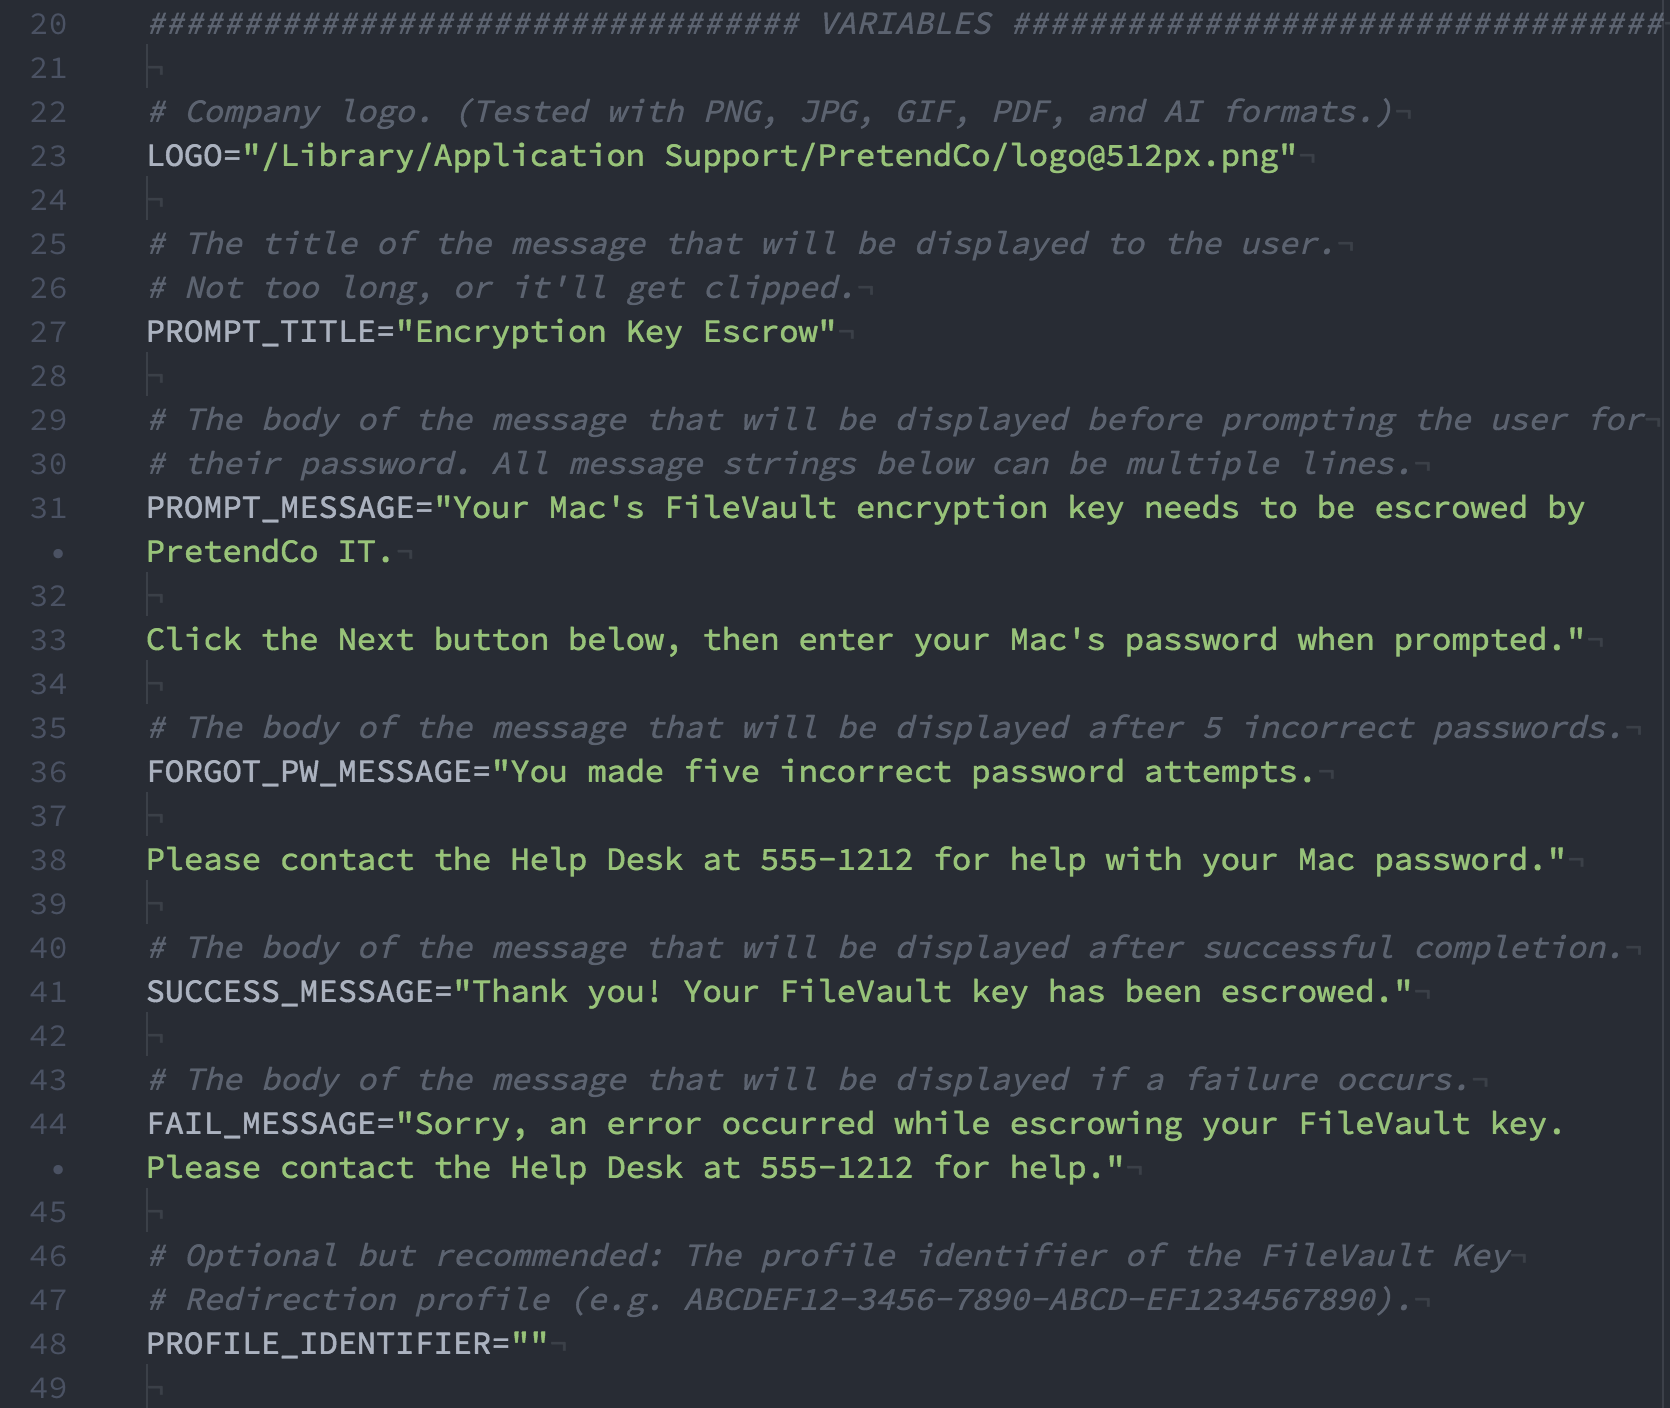 20 ################################## VARIABLES ##################################
21 ¬
22 # Company logo. (Tested with PNG, JPG, GIF, PDF, and AI formats.)¬
23 LOGO="/Library/Application Support/PretendCo/logo@512px.png"¬
24 ¬
25 # The title of the message that will be displayed to the user.¬
26 # Not too long, or it'll get clipped.¬
27 PROMPT_TITLE="Encryption Key Escrow"¬
28 ¬
29 # The body of the message that will be displayed before prompting the user for¬
30 # their password. All message strings below can be multiple lines.¬
31 PROMPT_MESSAGE="Your Mac's FileVault encryption key needs to be escrowed by
• PretendCo IT.¬
32 ¬
33 Click the Next button below, then enter your Mac's password when prompted."¬
34 ¬
35 # The body of the message that will be displayed after 5 incorrect passwords.¬
36 FORGOT_PW_MESSAGE="You made five incorrect password attempts.¬
37 ¬
38 Please contact the Help Desk at 555-1212 for help with your Mac password."¬
39 ¬
40 # The body of the message that will be displayed after successful completion.¬
41 SUCCESS_MESSAGE="Thank you! Your FileVault key has been escrowed."¬
42 ¬
43 # The body of the message that will be displayed if a failure occurs.¬
44 FAIL_MESSAGE="Sorry, an error occurred while escrowing your FileVault key.
• Please contact the Help Desk at 555-1212 for help."¬
45 ¬
46 # Optional but recommended: The profile identifier of the FileVault Key¬
47 # Redirection profile (e.g. ABCDEF12-3456-7890-ABCD-EF1234567890).¬
48 PROFILE_IDENTIFIER=""¬
49 ¬